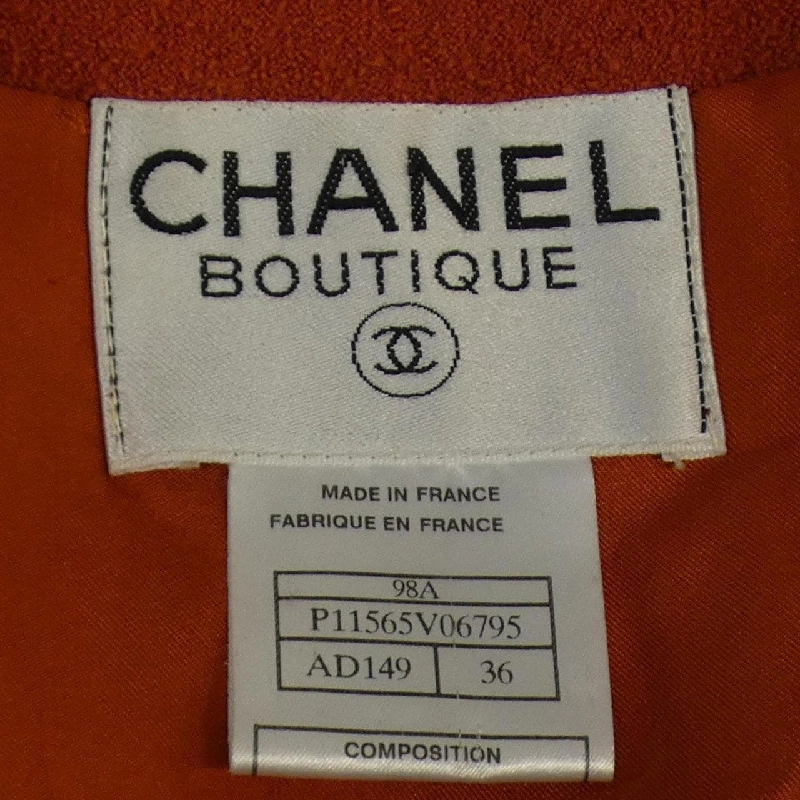 CHANEL
BOUTIQUE
MADE IN FRANCE
FABRIQUE EN FRANCE
98A
P11565V06795
AD149 36
COMPOSITION